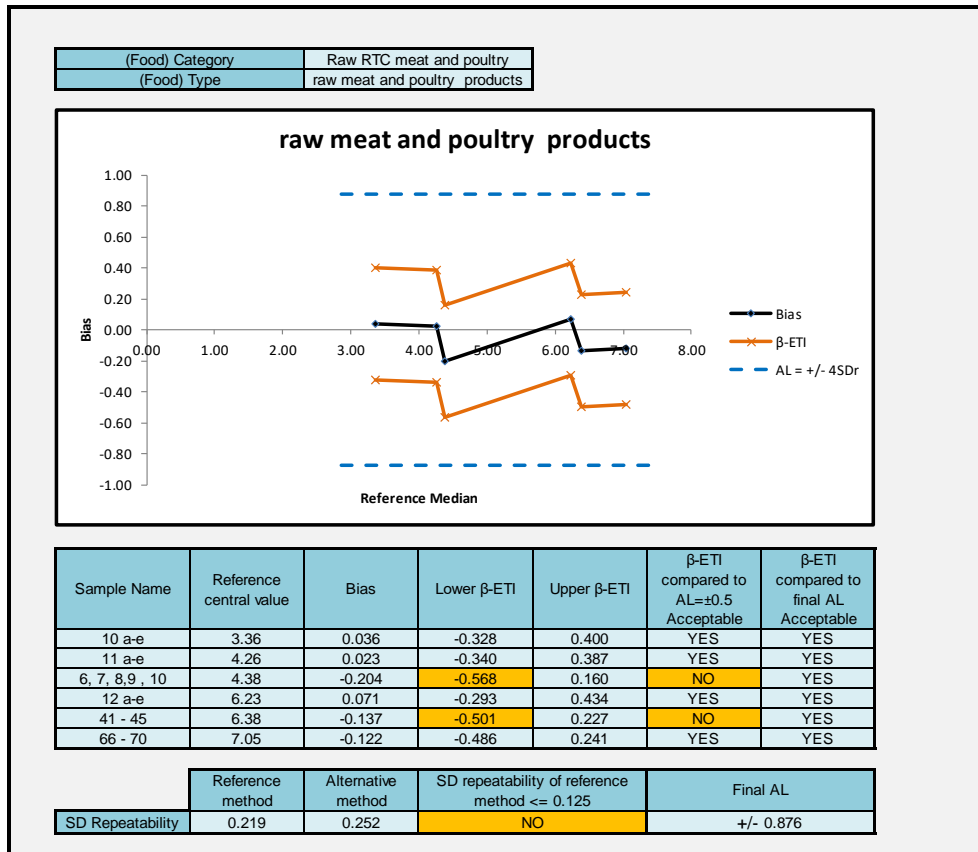 (Food) Category Raw RTC meat and poultry
(Food) Type raw meat and poultry products
raw meat and poultry products
1.00
0.80
0.60
0.40
0.20
0.00
-0.20
-0.40
-0.60
-0.80
-1.00
Bias
0.00 1.00 2.00 3.00 4.00 5.00 6.00 7.00 8.00
Reference Median
Bias
β-ETI
AL = +/- 4SDr
Sample Name Reference central value Bias Lower β-ETI Upper β-ETI β-ETI compared to AL=±0.5 Acceptable β-ETI compared to final AL Acceptable
10 a-e 3.36 0.036 -0.328 0.400 YES YES
11 a-e 4.26 0.023 -0.340 0.387 YES YES
6, 7, 8,9 , 10 4.38 -0.204 -0.568 0.160 NO YES
12 a-e 6.23 0.071 -0.293 0.434 YES YES
41 - 45 6.38 -0.137 -0.501 0.227 NO YES
66 - 70 7.05 -0.122 -0.486 0.241 YES YES
Reference method Alternative method SD repeatability of reference method <= 0.125 Final AL
SD Repeatability 0.219 0.252 NO +/- 0.876